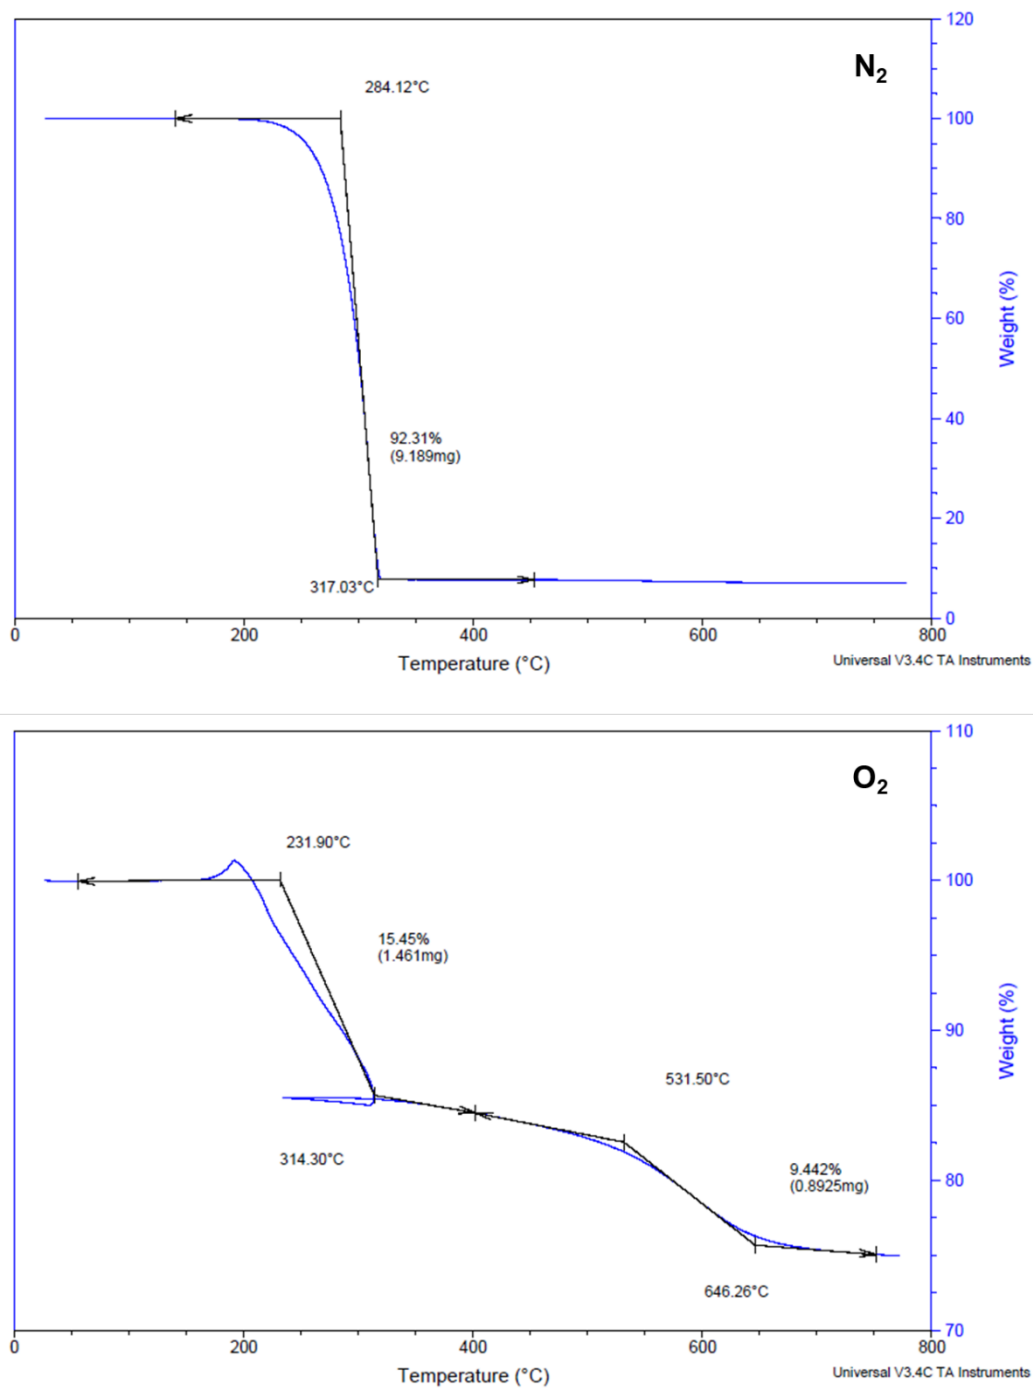 120
N2
284.12°C
100
80
Weight (%)
60
92.31%
(9.189mg)
40
20
317.03°C
0
0 200 400 600 800
Temperature (°C)
Universal V3.4C TA Instruments
110
O2
231.90°C
100
15.45%
(1.461mg)
Weight (%)
90
531.50°C
314.30°C
9.442%
(0.8925mg)
80
646.26°C
70
0 200 400 600 800
Temperature (°C)
Universal V3.4C TA Instruments